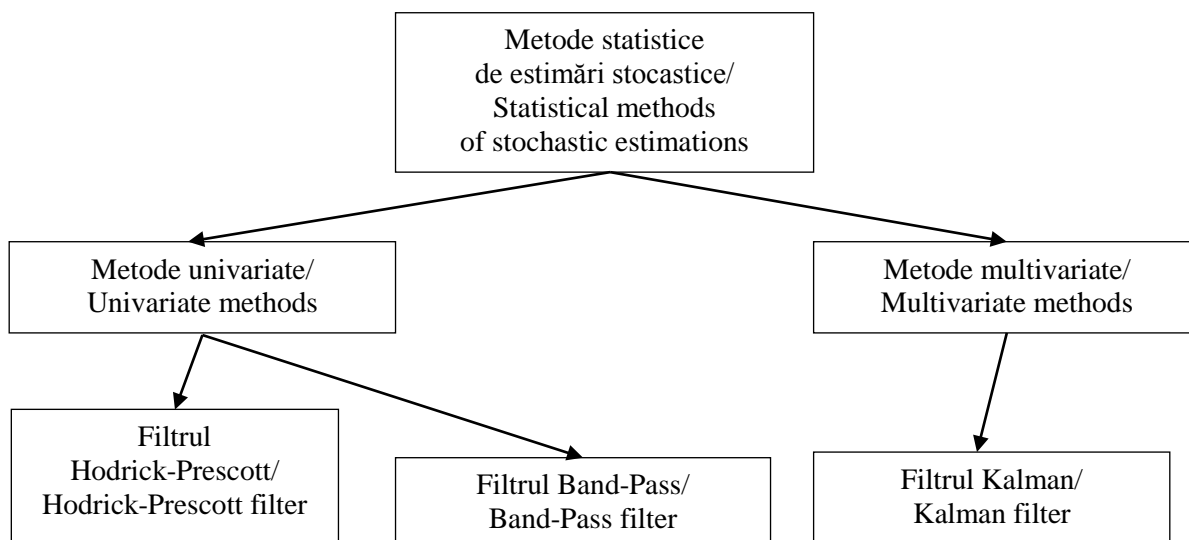 Metode statistice
de estimări stocastice/
Statistical methods
of stochastic estimations
Metode univariate/
Univariate methods
Metode multivariate/
Multivariate methods
Filtrul
Hodrick-Prescott/
Hodrick-Prescott filter
Filtrul Band-Pass/
Band-Pass filter
Filtrul Kalman/
Kalman filter